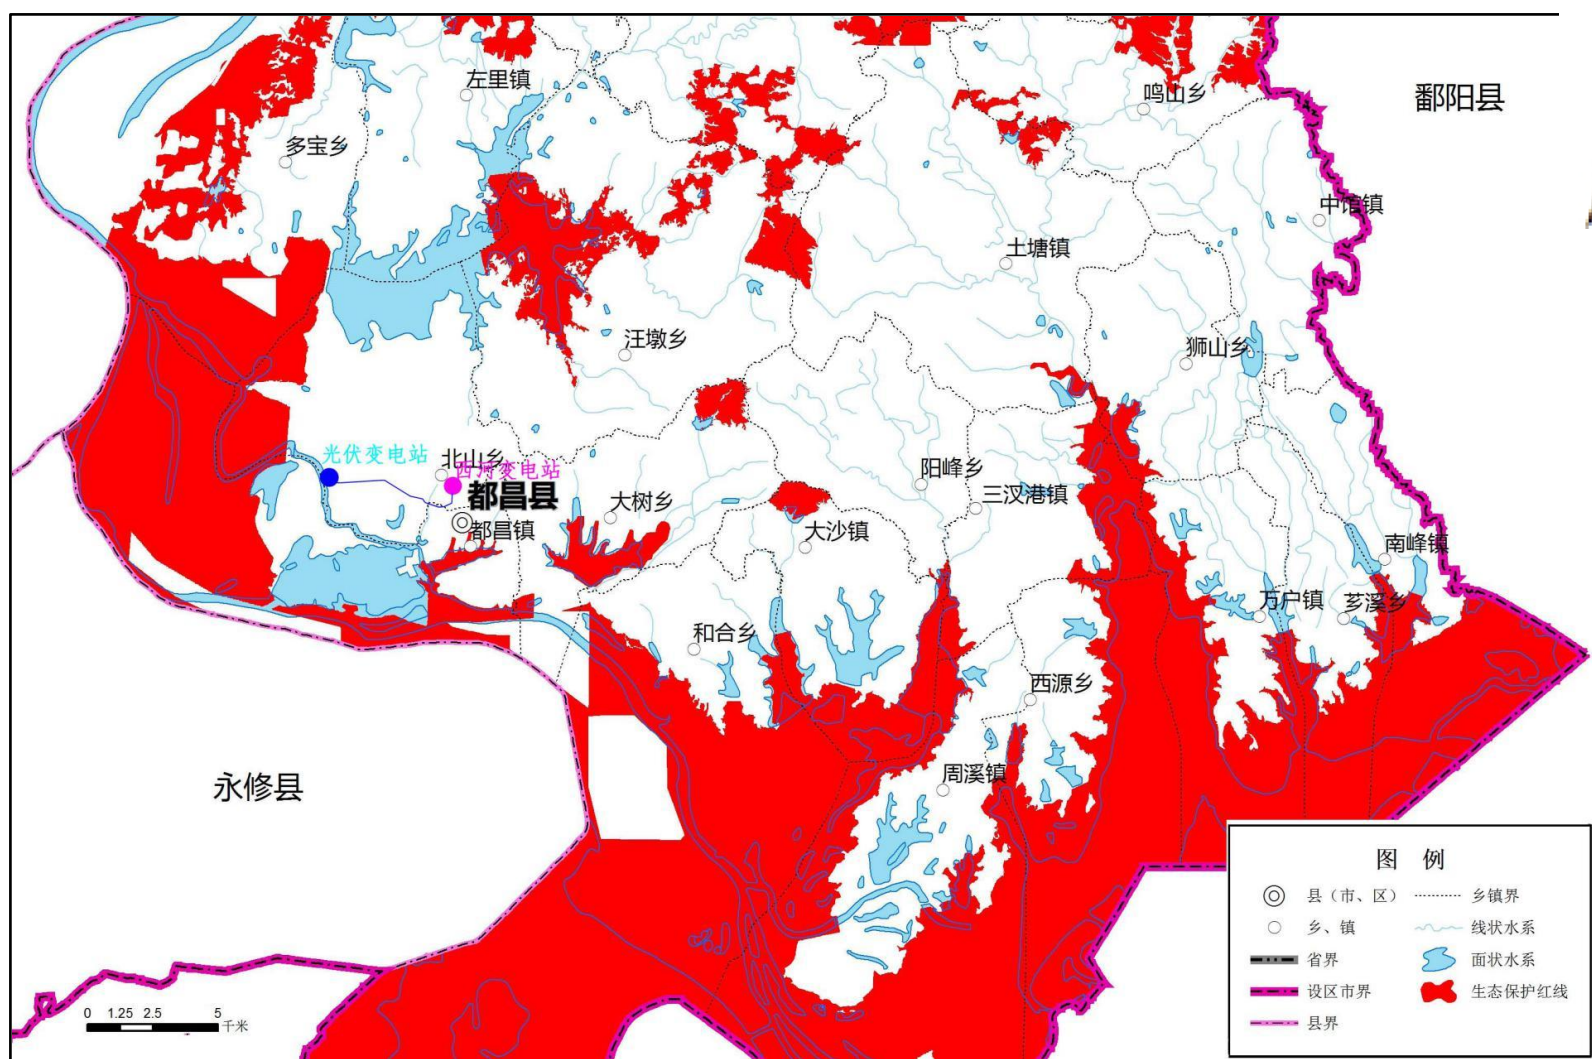 左里镇
鸣山乡
鄱阳县
多宝乡
中馆镇
土塘镇
汪墩乡
狮山乡
光伏变电站
北山乡
西河变电站
都昌县
阳峰乡
大树乡
三汊港镇
都昌镇
大沙镇
南峰镇
万户镇
芗溪乡
和合乡
西源乡
周溪镇
永修县
图 例
县（市、区）
乡镇界
乡、镇
线状水系
省界
面状水系
设区市界
生态保护红线
县界
0 1.25 2.5 5
千米